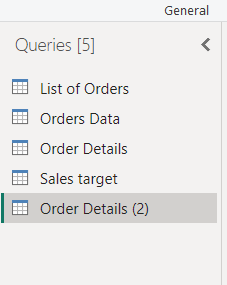 General
Queries [5]
List of Orders
Orders Data
Order Details
Sales target
Order Details (2)